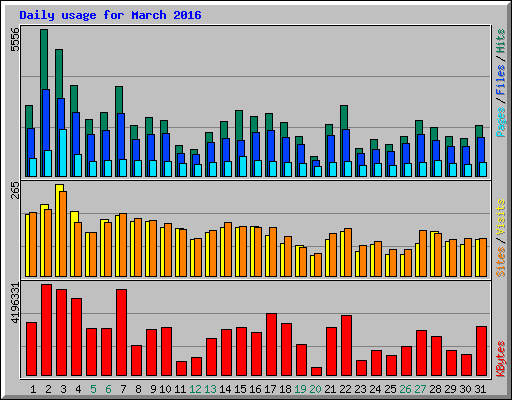 Daily usage for March 2016
5556
Pages/Files/Hits
265
Sites/Visits
4196331
KBytes
1 2 3 4 5 6 7 8 9 10 11 12 13 14 15 16 17 18 19 20 21 22 23 24 25 26 27 28 29 30 31